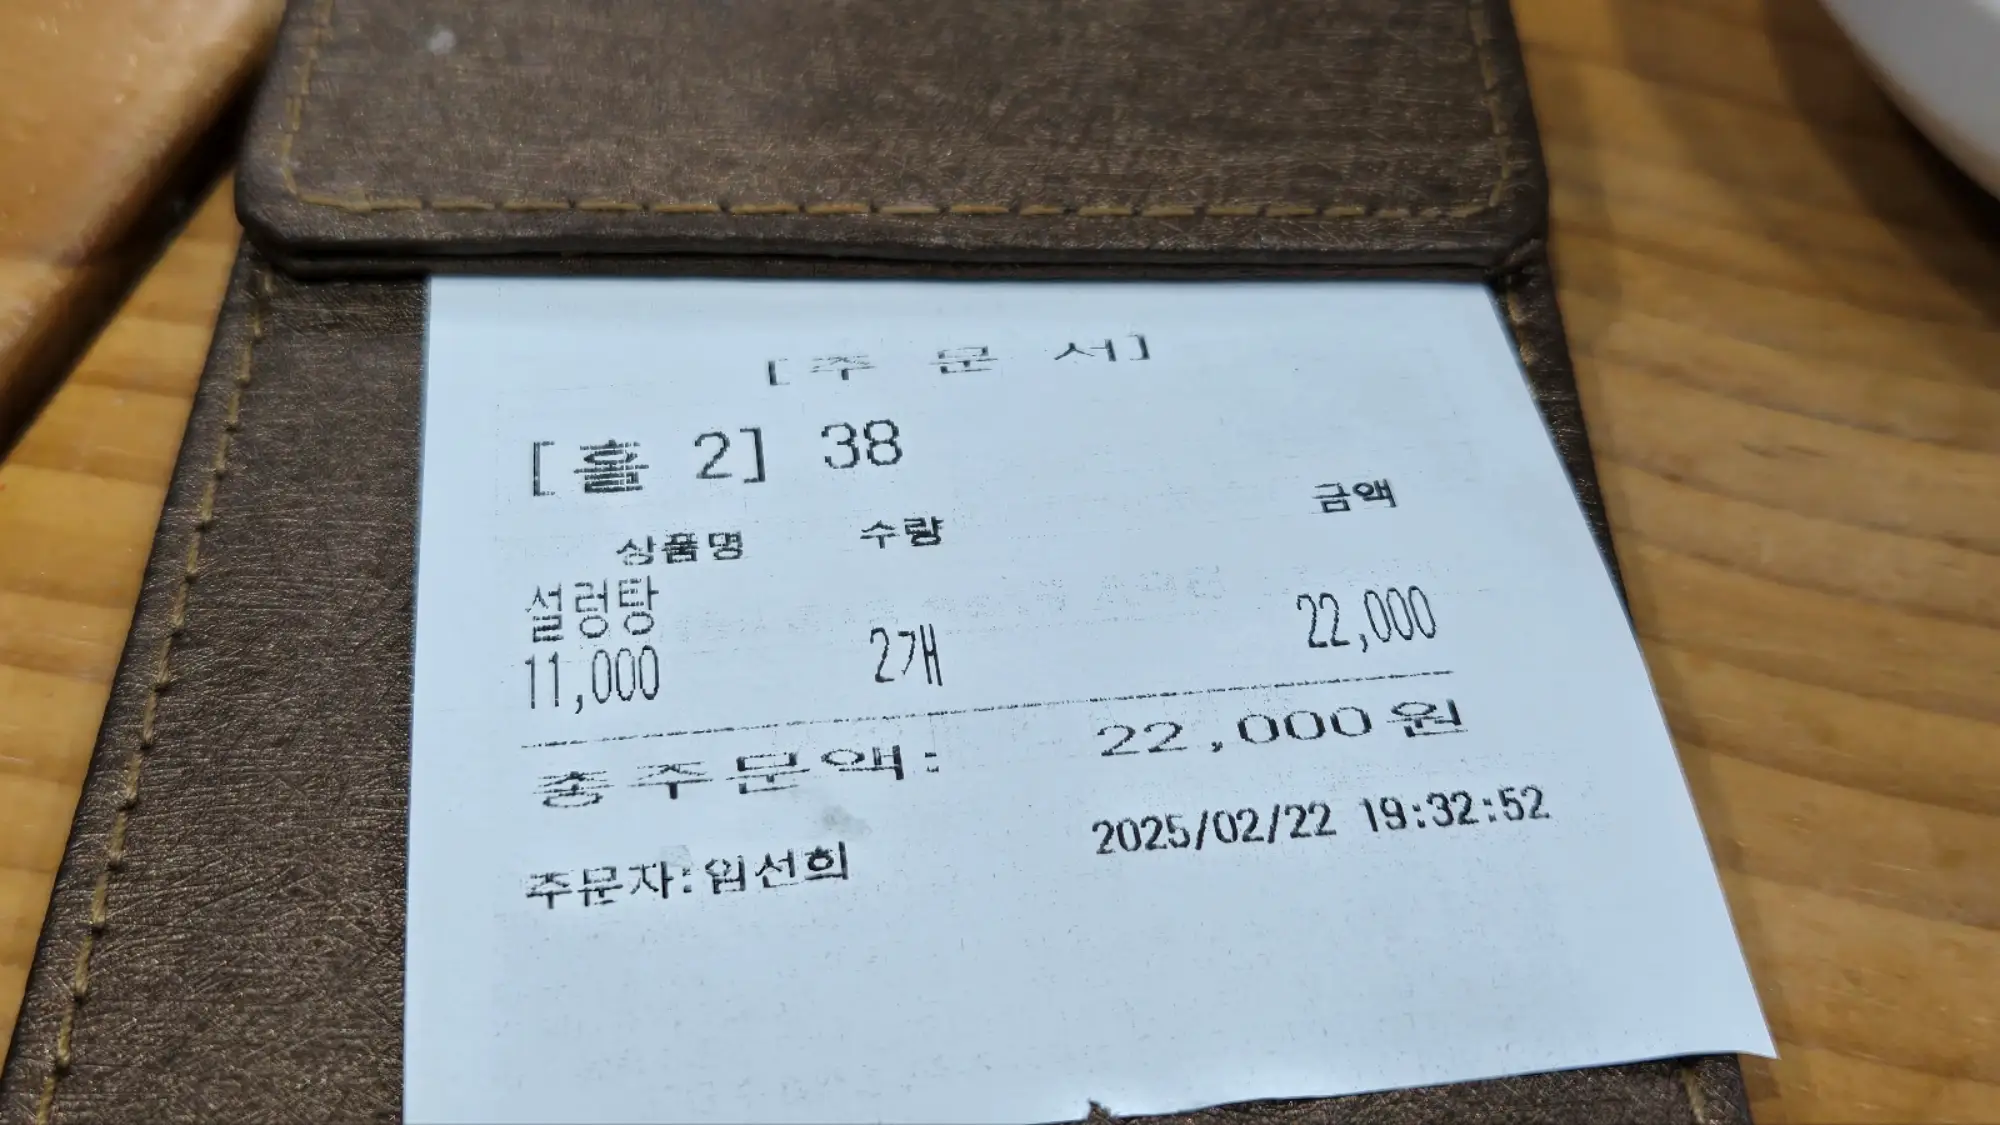 [주 문 서]
[홀 2] 38
상품명 수량 금액
설렁탕
11,000 2개 22,000
총주문액: 22,000원
2025/02/22 19:32:52
주문자:임선희